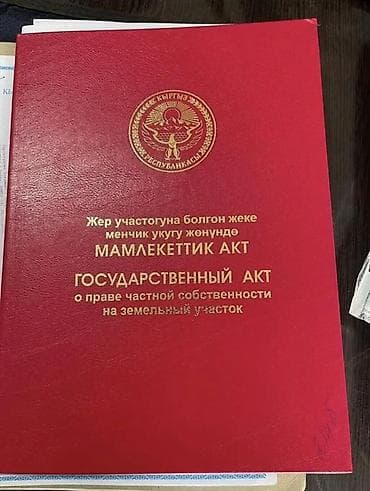 КЫРГЫЗ
РЕСПУБЛИКАСЫ
Жер участогуна болгон жеке
менчик укугу жөнүндө
МАМЛЕКЕТТИК АКТ
ГОСУДАРСТВЕННЫЙ АКТ
о праве частной собственности
на земельный участок